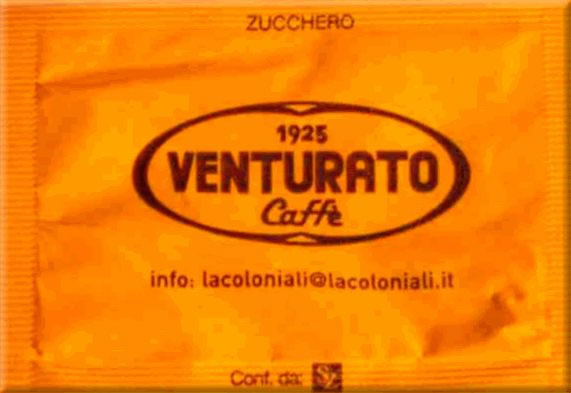 ZUCCHERO
1925
VENTURATO
Caffè
info: lacoloniali@lacoloniali.it
Conf. da: